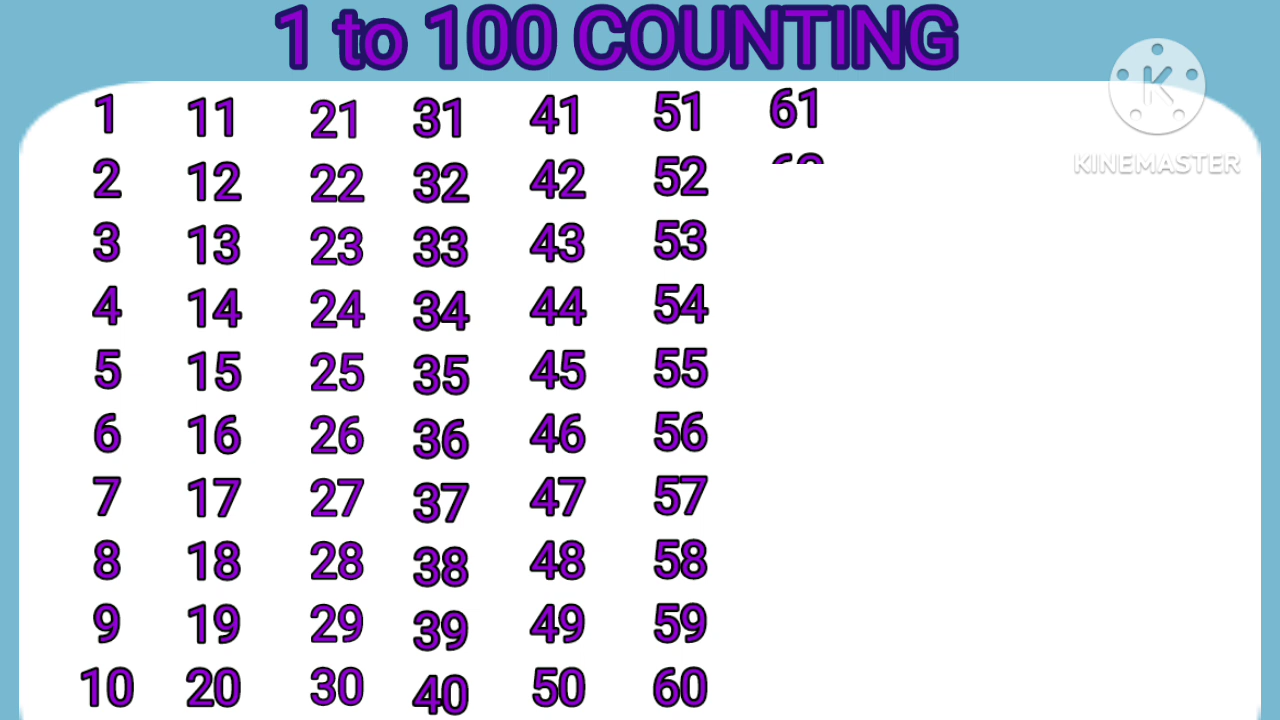 1 to 100 COUNTING
1 11 21 31 41 51 61
2 12 22 32 42 52
3 13 23 33 43 53
4 14 24 34 44 54
5 15 25 35 45 55
6 16 26 36 46 56
7 17 27 37 47 57
8 18 28 38 48 58
9 19 29 39 49 59
10 20 30 40 50 60
K
KINEMASTER